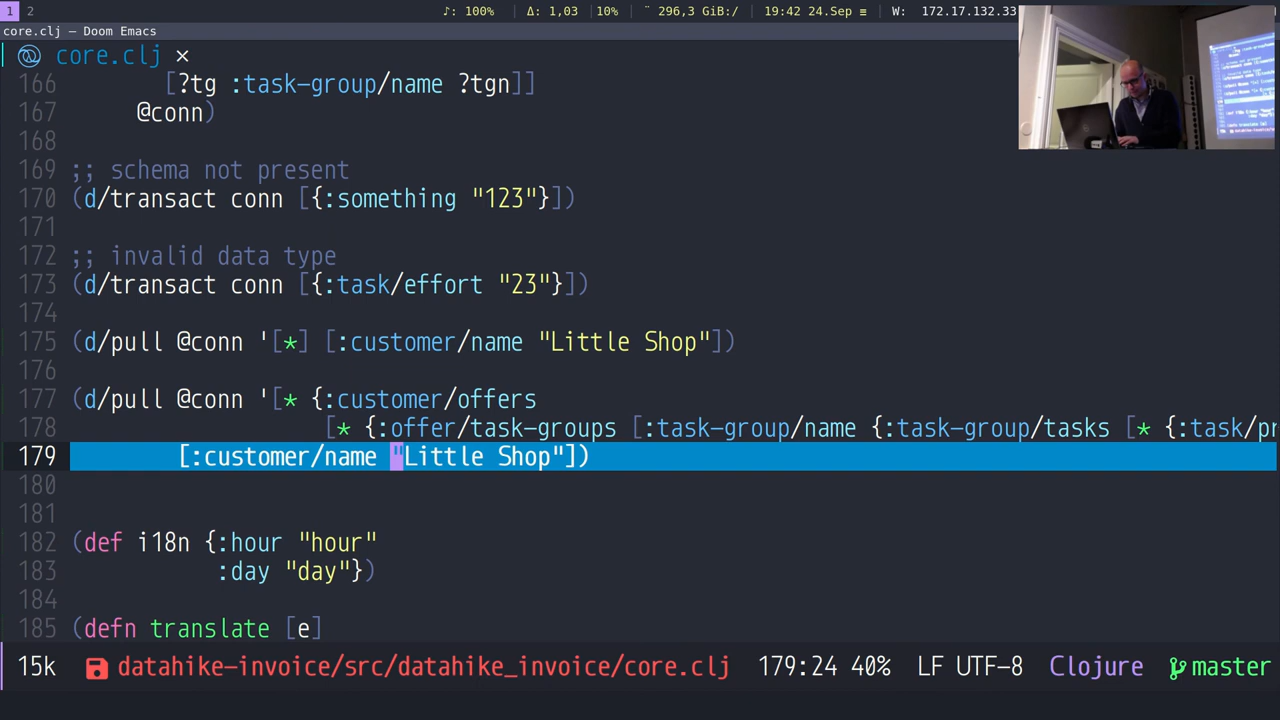 1 2 ♪: 100% | Δ: 1,03 | 10% | ¨ 296,3 GiB:/ | 19:42 24.Sep ≡ | W: 172.17.132.33
core.clj — Doom Emacs
core.clj ×
166 [?tg :task-group/name ?tgn]]
167 @conn)
168
169 ;; schema not present
170 (d/transact conn [{:something "123"}])
171
172 ;; invalid data type
173 (d/transact conn [{:task/effort "23"}])
174
175 (d/pull @conn '[*] [:customer/name "Little Shop"])
176
177 (d/pull @conn '[* {:customer/offers
178 [* {:offer/task-groups [:task-group/name {:task-group/tasks [* {:task/pr
179 [:customer/name "Little Shop"])
180
181
182 (def i18n {:hour "hour"
183 :day "day"})
184
185 (defn translate [e]
15k datahike-invoice/src/datahike_invoice/core.clj 179:24 40% LF UTF-8 Clojure master